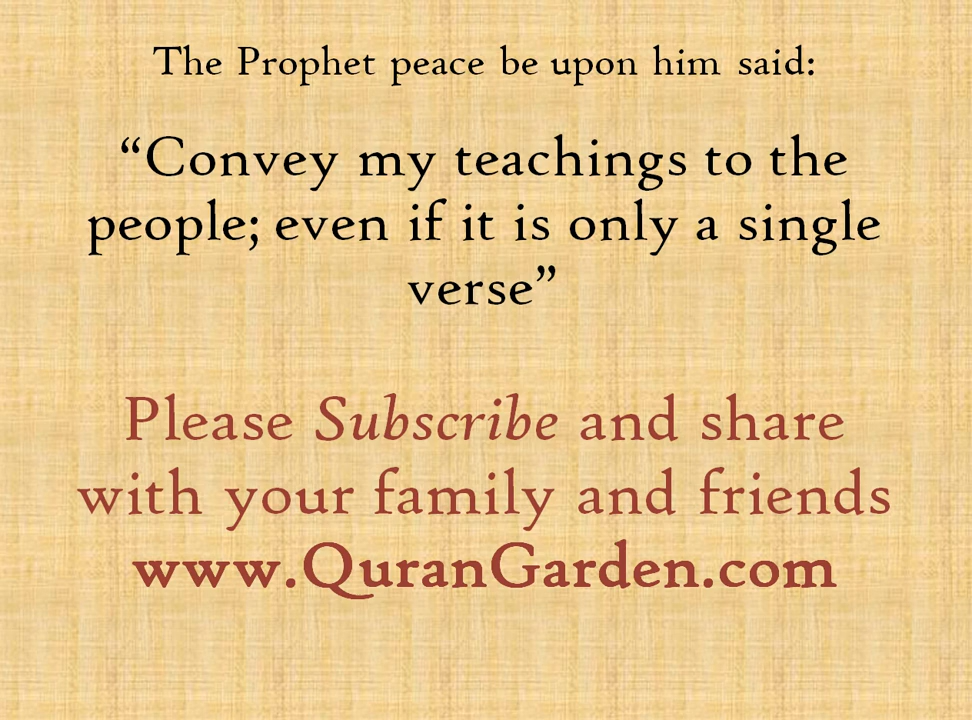 The Prophet peace be upon him said:
“Convey my teachings to the
people; even if it is only a single
verse”
Please Subscribe and share
with your family and friends
www.QuranGarden.com